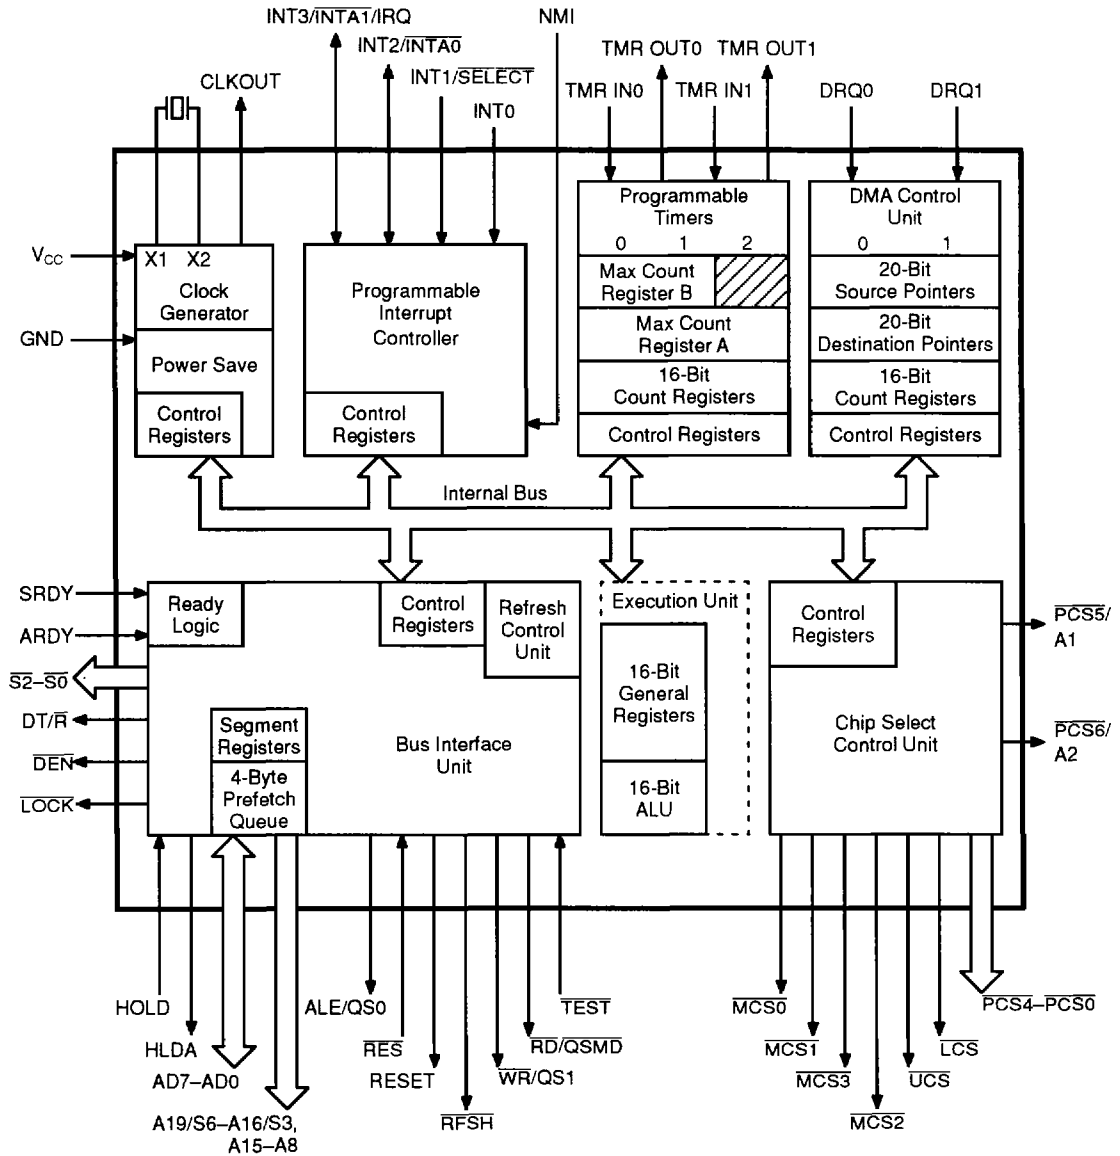 INT3/INTA1/IRQ
NMI
INT2/INTA0
TMR OUT0 TMR OUT1
CLKOUT
INT1/SELECT
TMR IN0 TMR IN1
DRQ0 DRQ1
INT0
Programmable
Timers
0 1 2
DMA Control
Unit
0 1
VCC
X1 X2
Clock
Generator
Programmable
Interrupt
Controller
Max Count
Register B
20-Bit
Source Pointers
GND
Power Save
Max Count
Register A
20-Bit
Destination Pointers
16-Bit
Count Registers
16-Bit
Count Registers
Control
Registers
Control
Registers
Control Registers
Control Registers
Internal Bus
SRDY
ARDY
S2–S0
DT/R
DEN
LOCK
Ready
Logic
Control
Registers
Refresh
Control
Unit
Execution Unit
Control
Registers
PCS5/
A1
16-Bit
General
Registers
Segment
Registers
Bus Interface
Unit
Chip Select
Control Unit
PCS6/
A2
4-Byte
Prefetch
Queue
16-Bit
ALU
HOLD
ALE/QS0
TEST
MCS0
PCS4–PCS0
HLDA
RES
RD/QSMD
MCS1
LCS
AD7–AD0
RESET
WR/QS1
MCS3
UCS
A19/S6–A16/S3,
A15–A8
RFSH
MCS2